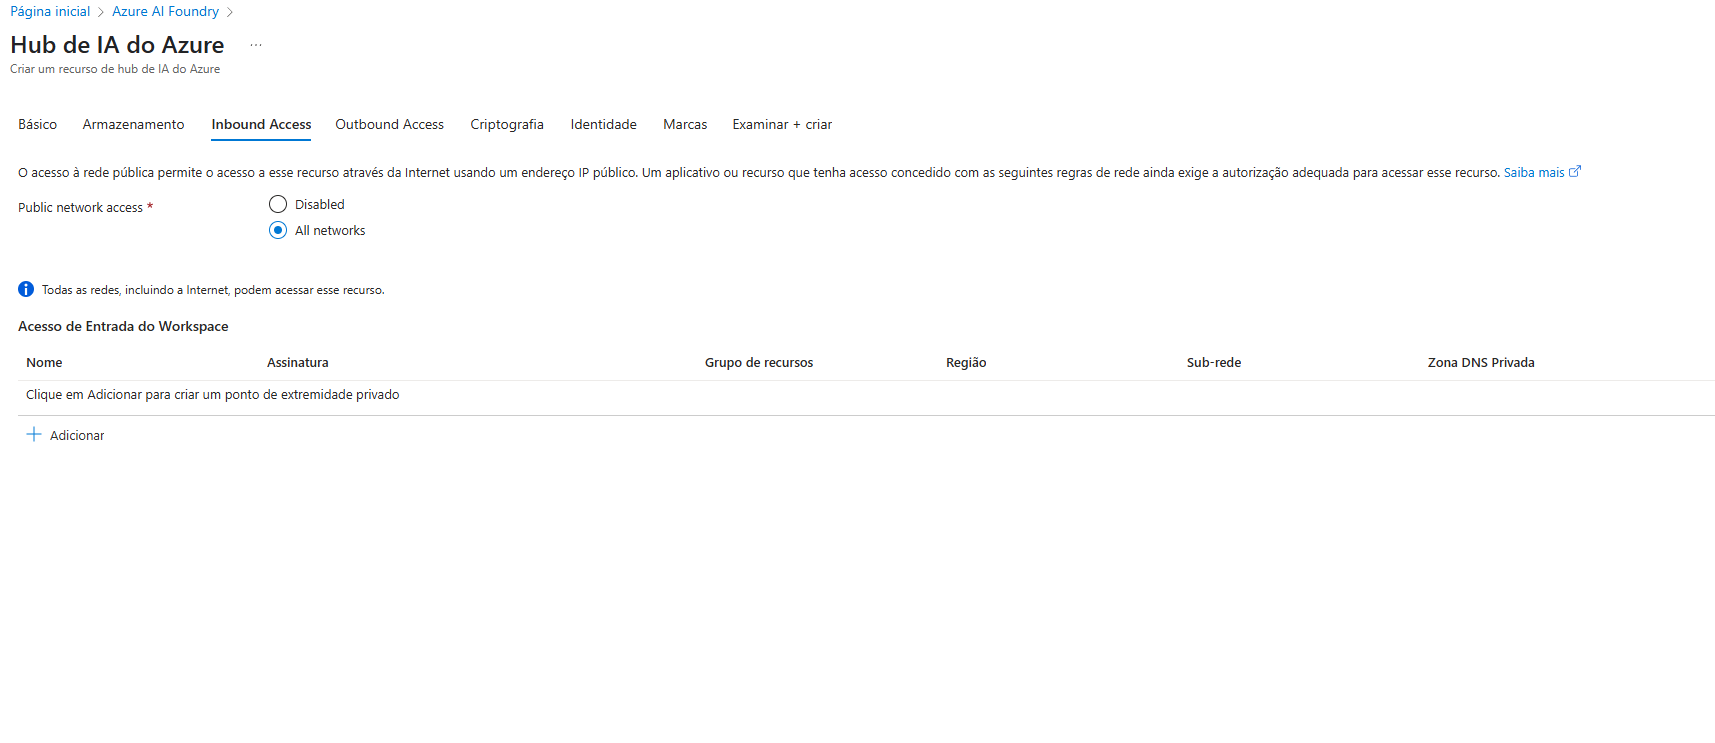 Página inicial > Azure AI Foundry >
Hub de IA do Azure ...
Criar um recurso de hub de IA do Azure
Básico Armazenamento Inbound Access Outbound Access Criptografia Identidade Marcas Examinar + criar
O acesso à rede pública permite o acesso a esse recurso através da Internet usando um endereço IP público. Um aplicativo ou recurso que tenha acesso concedido com as seguintes regras de rede ainda exige a autorização adequada para acessar esse recurso. Saiba mais
Public network access *
Disabled
All networks
Todas as redes, incluindo a Internet, podem acessar esse recurso.
Acesso de Entrada do Workspace
Nome Assinatura Grupo de recursos Região Sub-rede Zona DNS Privada
Clique em Adicionar para criar um ponto de extremidade privado
+ Adicionar